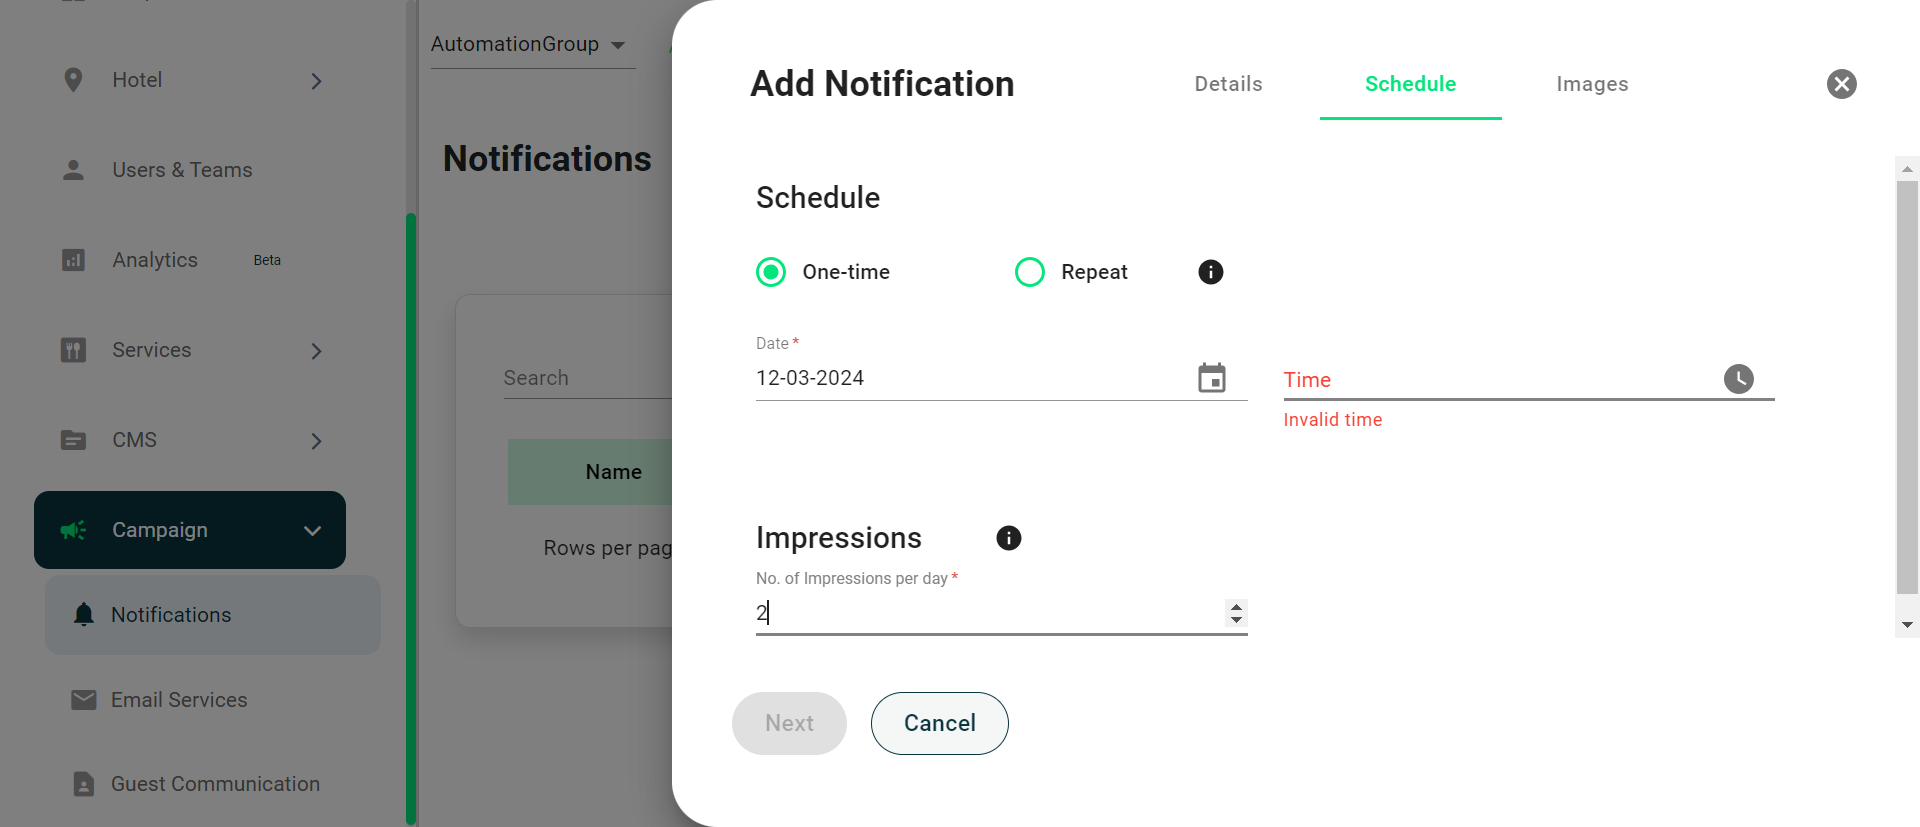 Hotel
Users & Teams
Analytics Beta
Services
CMS
Campaign
Notifications
Email Services
Guest Communication
AutomationGroup
Notifications
Search
Name
Rows per pag
Add Notification
Details
Schedule
Images
Schedule
One-time
Repeat
Date *
12-03-2024
Time
Invalid time
Impressions
No. of Impressions per day *
2
Next
Cancel